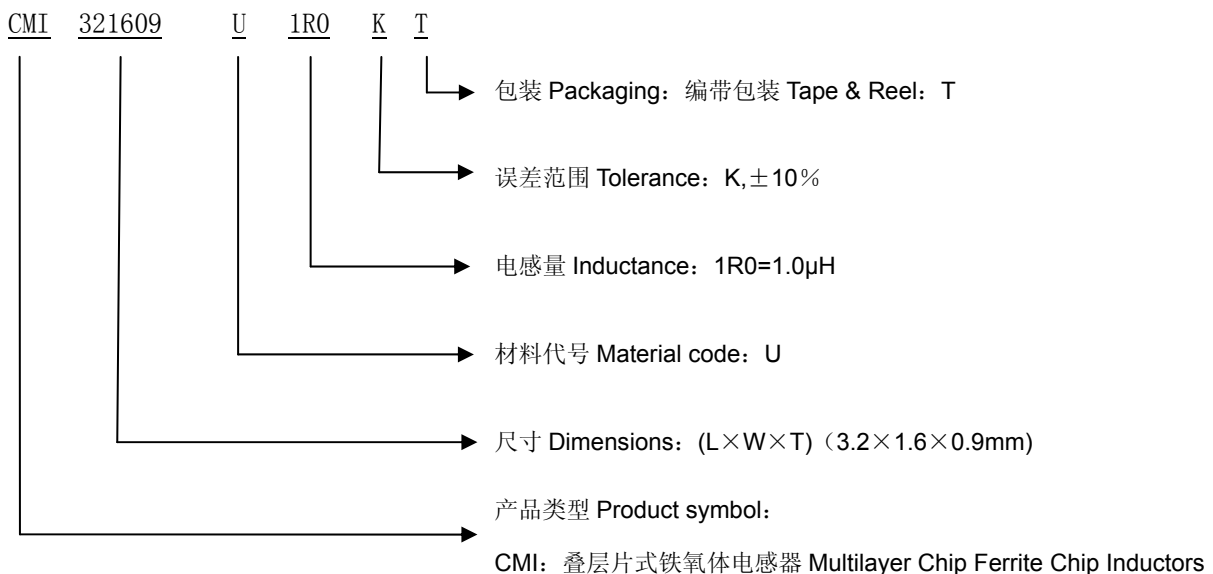 CMI 321609 U 1R0 K T
包装 Packaging：编带包装 Tape & Reel：T
误差范围 Tolerance：K,±10％
电感量 Inductance：1R0=1.0μH
材料代号 Material code：U
尺寸 Dimensions：(L×W×T)（3.2×1.6×0.9mm)
产品类型 Product symbol：
CMI：叠层片式铁氧体电感器 Multilayer Chip Ferrite Chip Inductors